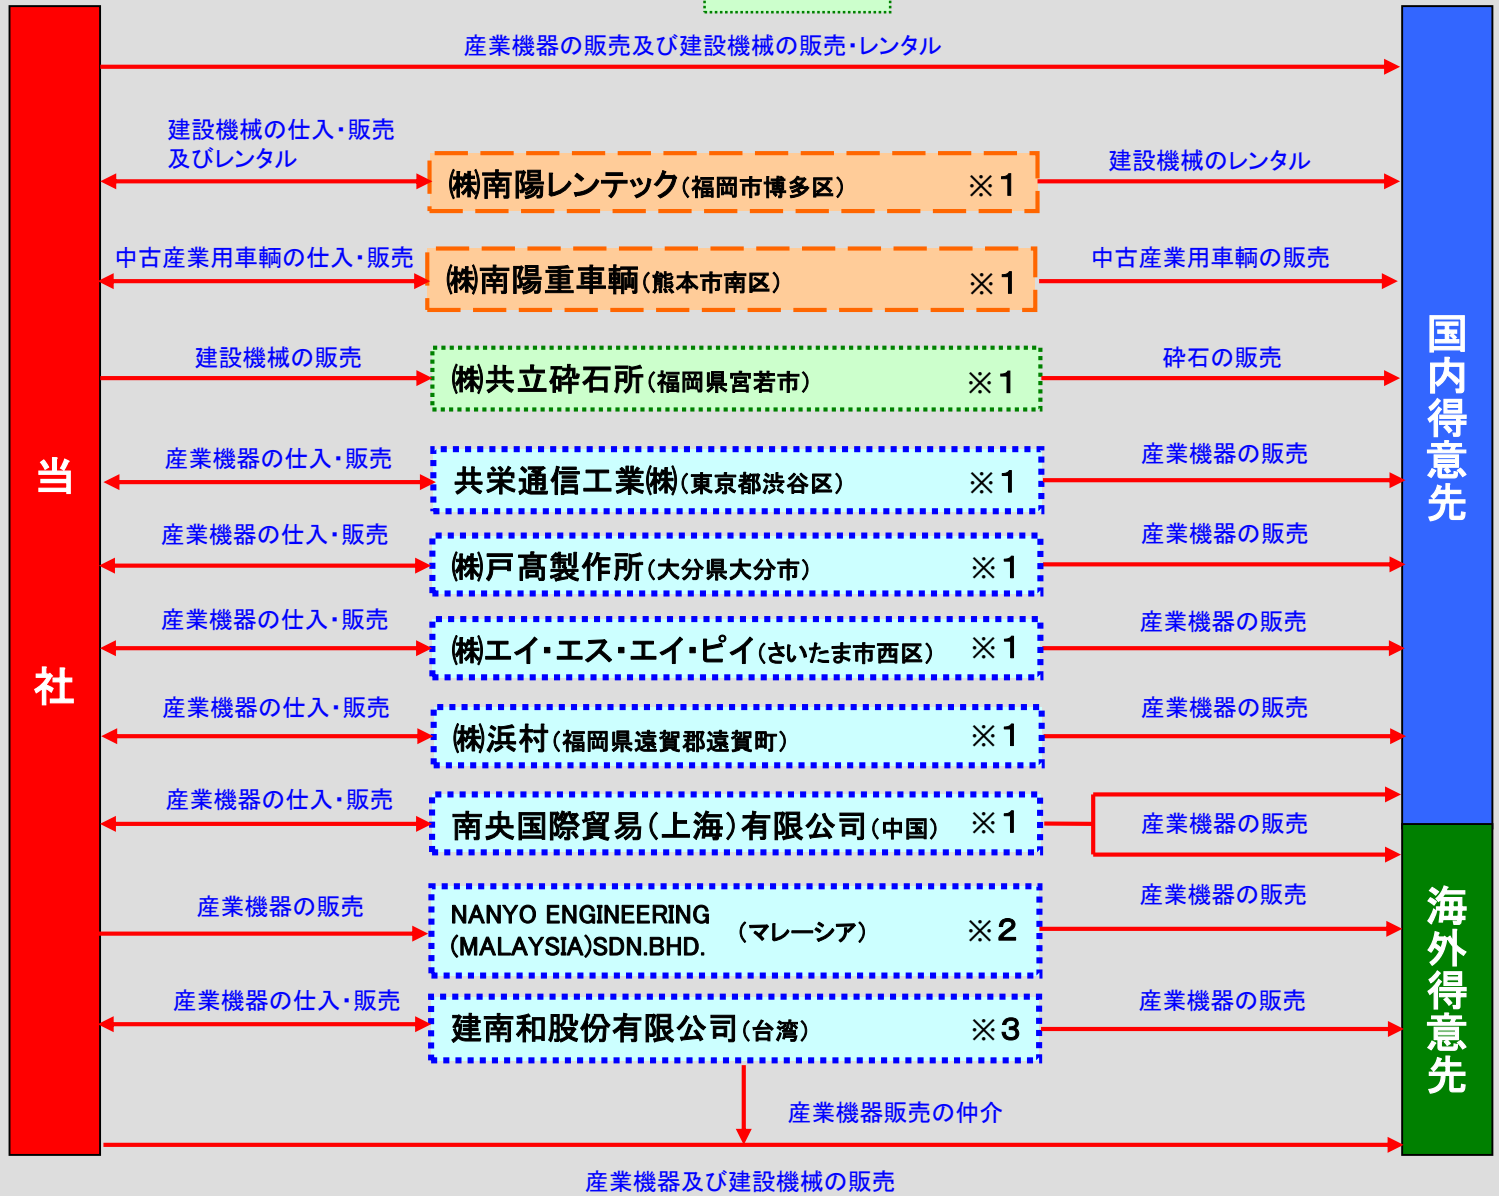 産業機器の販売及び建設機械の販売・レンタル
建設機械の仕入・販売
及びレンタル
㈱南陽レンテック(福岡市博多区) ※1
建設機械のレンタル
中古産業用車輌の仕入・販売
㈱南陽重車輌(熊本市南区) ※1
中古産業用車輌の販売
建設機械の販売
㈱共立砕石所(福岡県宮若市) ※1
砕石の販売
産業機器の仕入・販売
共栄通信工業㈱(東京都渋谷区) ※1
産業機器の販売
産業機器の仕入・販売
㈱戸髙製作所(大分県大分市) ※1
産業機器の販売
産業機器の仕入・販売
㈱エイ・エス・エイ・ピイ(さいたま市西区) ※1
産業機器の販売
産業機器の仕入・販売
㈱浜村(福岡県遠賀郡遠賀町) ※1
産業機器の販売
産業機器の仕入・販売
南央国際貿易(上海)有限公司(中国) ※1
産業機器の販売
産業機器の販売
NANYO ENGINEERING
(MALAYSIA)SDN.BHD. (マレーシア) ※2
産業機器の販売
産業機器の仕入・販売
建南和股份有限公司(台湾) ※3
産業機器の販売
産業機器販売の仲介
産業機器及び建設機械の販売
当社
国内得意先
海外得意先